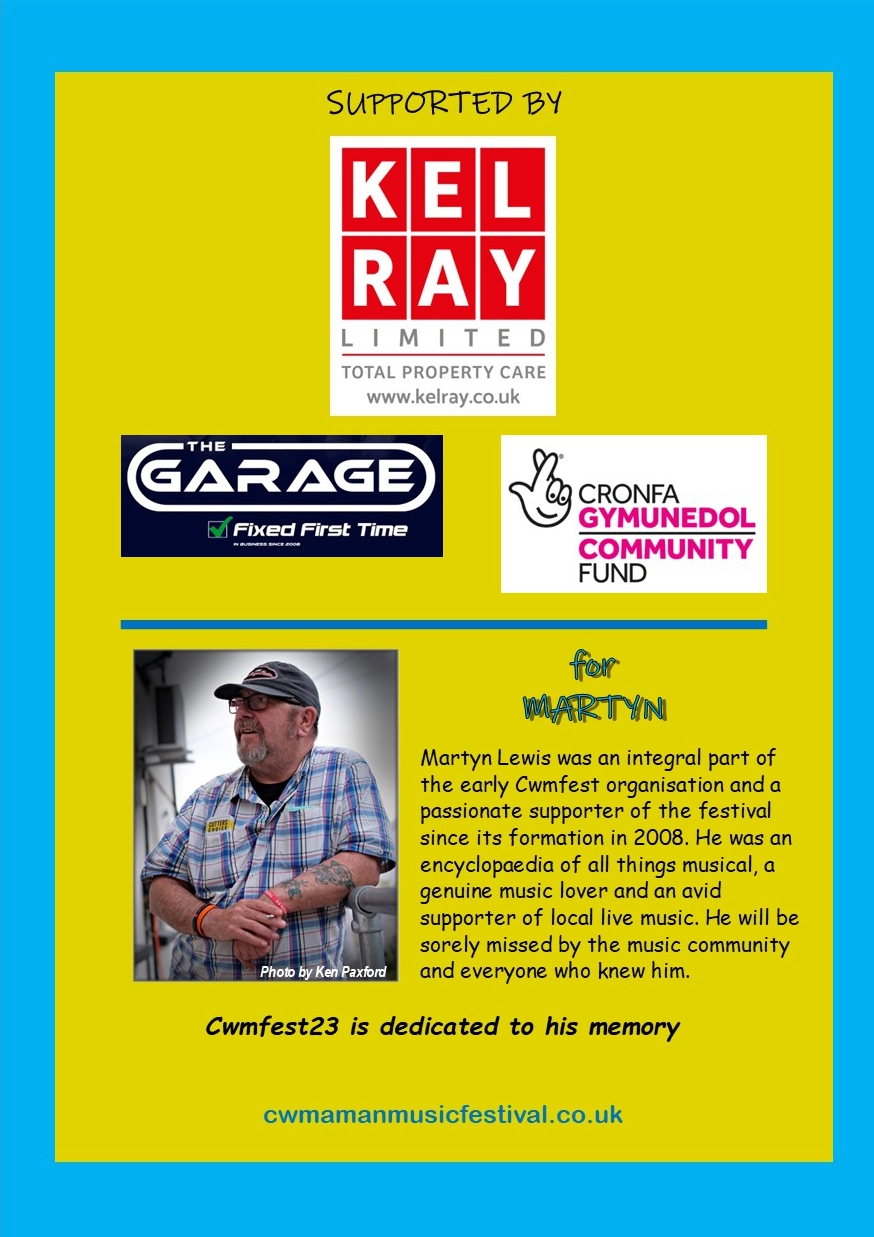 SUPPORTED BY
KEL
RAY
LIMITED
TOTAL PROPERTY CARE
www.kelray.co.uk
THE
GARAGE
Fixed First Time
IN BUSINESS SINCE 2008
CRONFA
GYMUNEDOL
COMMUNITY
FUND
for
MARTYN
Martyn Lewis was an integral part of
the early Cwmfest organisation and a
passionate supporter of the festival
since its formation in 2008. He was an
encyclopaedia of all things musical, a
genuine music lover and an avid
supporter of local live music. He will be
sorely missed by the music community
and everyone who knew him.
GUTTERS
CHOICE
Photo by Ken Paxford
Cwmfest23 is dedicated to his memory
cwmamanmusicfestival.co.uk